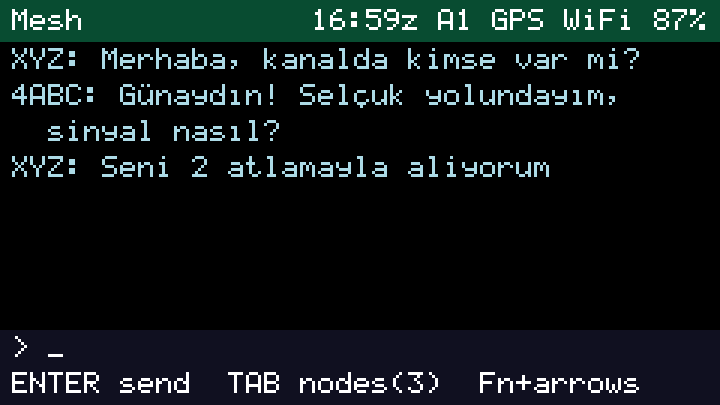 Mesh 16:59z A1 GPS WiFi 87%
XYZ: Merhaba, kanalda kimse var mi?
4ABC: Günaydın! Selçuk yolundayım,
sinyal nasıl?
XYZ: Seni 2 atlamayla aliyorum
> _
ENTER send TAB nodes(3) Fn+arrows